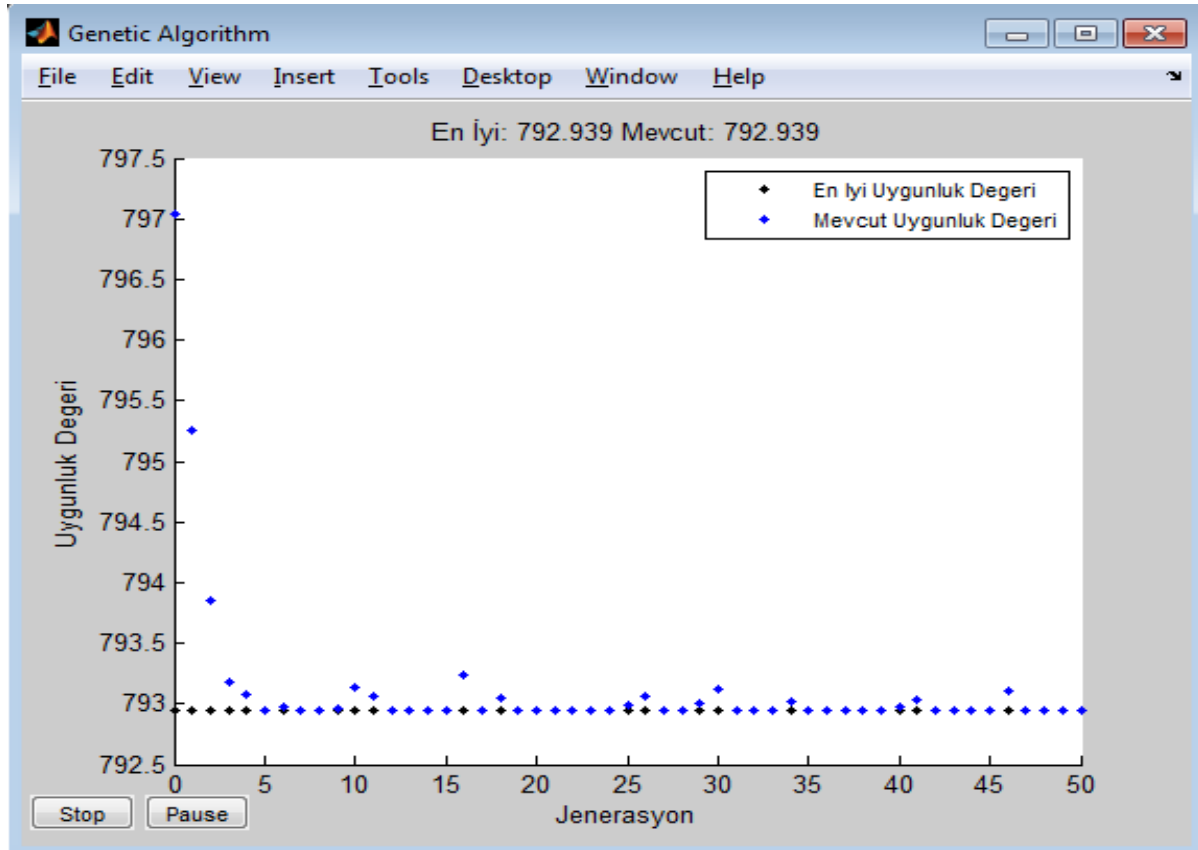 Genetic Algorithm
File Edit View Insert Tools Desktop Window Help
En İyi: 792.939 Mevcut: 792.939
797.5
797
796.5
796
795.5
795
794.5
794
793.5
793
792.5
Uygunluk Degeri
En Iyi Uygunluk Degeri
Mevcut Uygunluk Degeri
0 5 10 15 20 25 30 35 40 45 50
Jenerasyon
Stop Pause